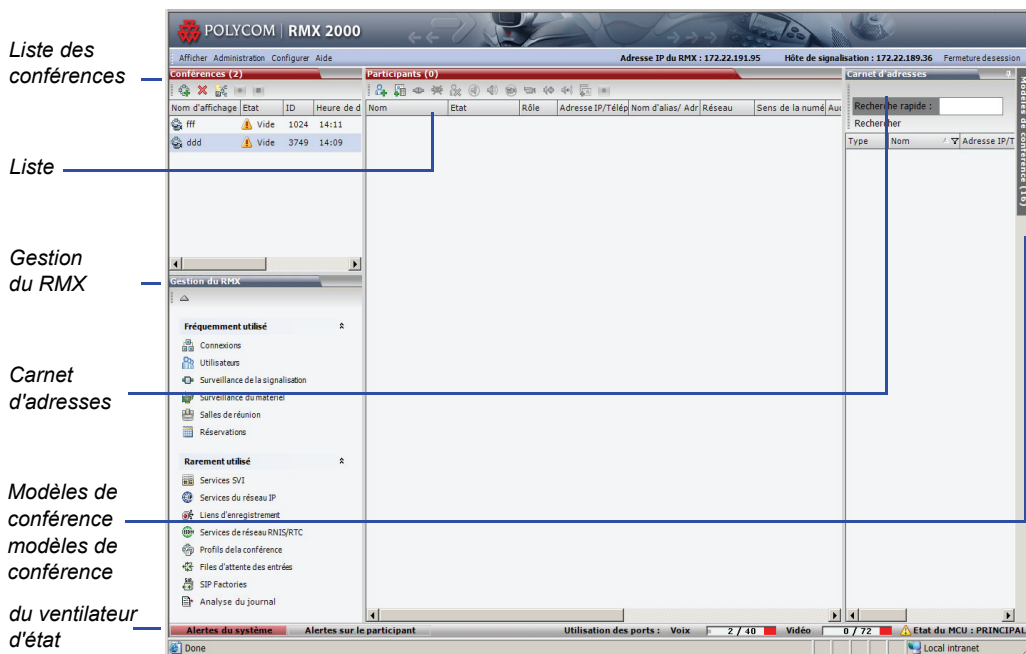 Liste des
conférences
Liste
Gestion
du RMX
Carnet
d'adresses
Modèles de
conférence
modèles de
conférence
du ventilateur
d'état
POLYCOM | RMX 2000
Afficher Administration Configurer Aide
Adresse IP du RMX : 172.22.191.95 Hôte de signalisation : 172.22.189.36 Fermeture desession
Conférences (2)
Nom d'affichage Etat ID Heure de d
fff Vide 1024 14:11
ddd Vide 3749 14:09
Participants (0)
Nom Etat Rôle Adresse IP/Télép Nom d'alias/ Adr Réseau Sens de la numé Aud
Carnet d'adresses
Recherche rapide :
Rechercher
Type Nom Adresse IP/T
Modèles de conférence (16)
Gestion du RMX
Fréquemment utilisé
Connexions
Utilisateurs
Surveillance de la signalisation
Surveillance du matériel
Salles de réunion
Réservations
Rarement utilisé
Services SVI
Services du réseau IP
Liens d'enregistrement
Services de réseau RNIS/RTC
Profils dela conférence
Files d'attente des entrées
SIP Factories
Analyse du journal
Alertes du système Alertes sur le participant Utilisation des ports : Voix 2 / 40 Vidéo 0 / 72 Etat du MCU : PRINCIPAL
Done Local intranet